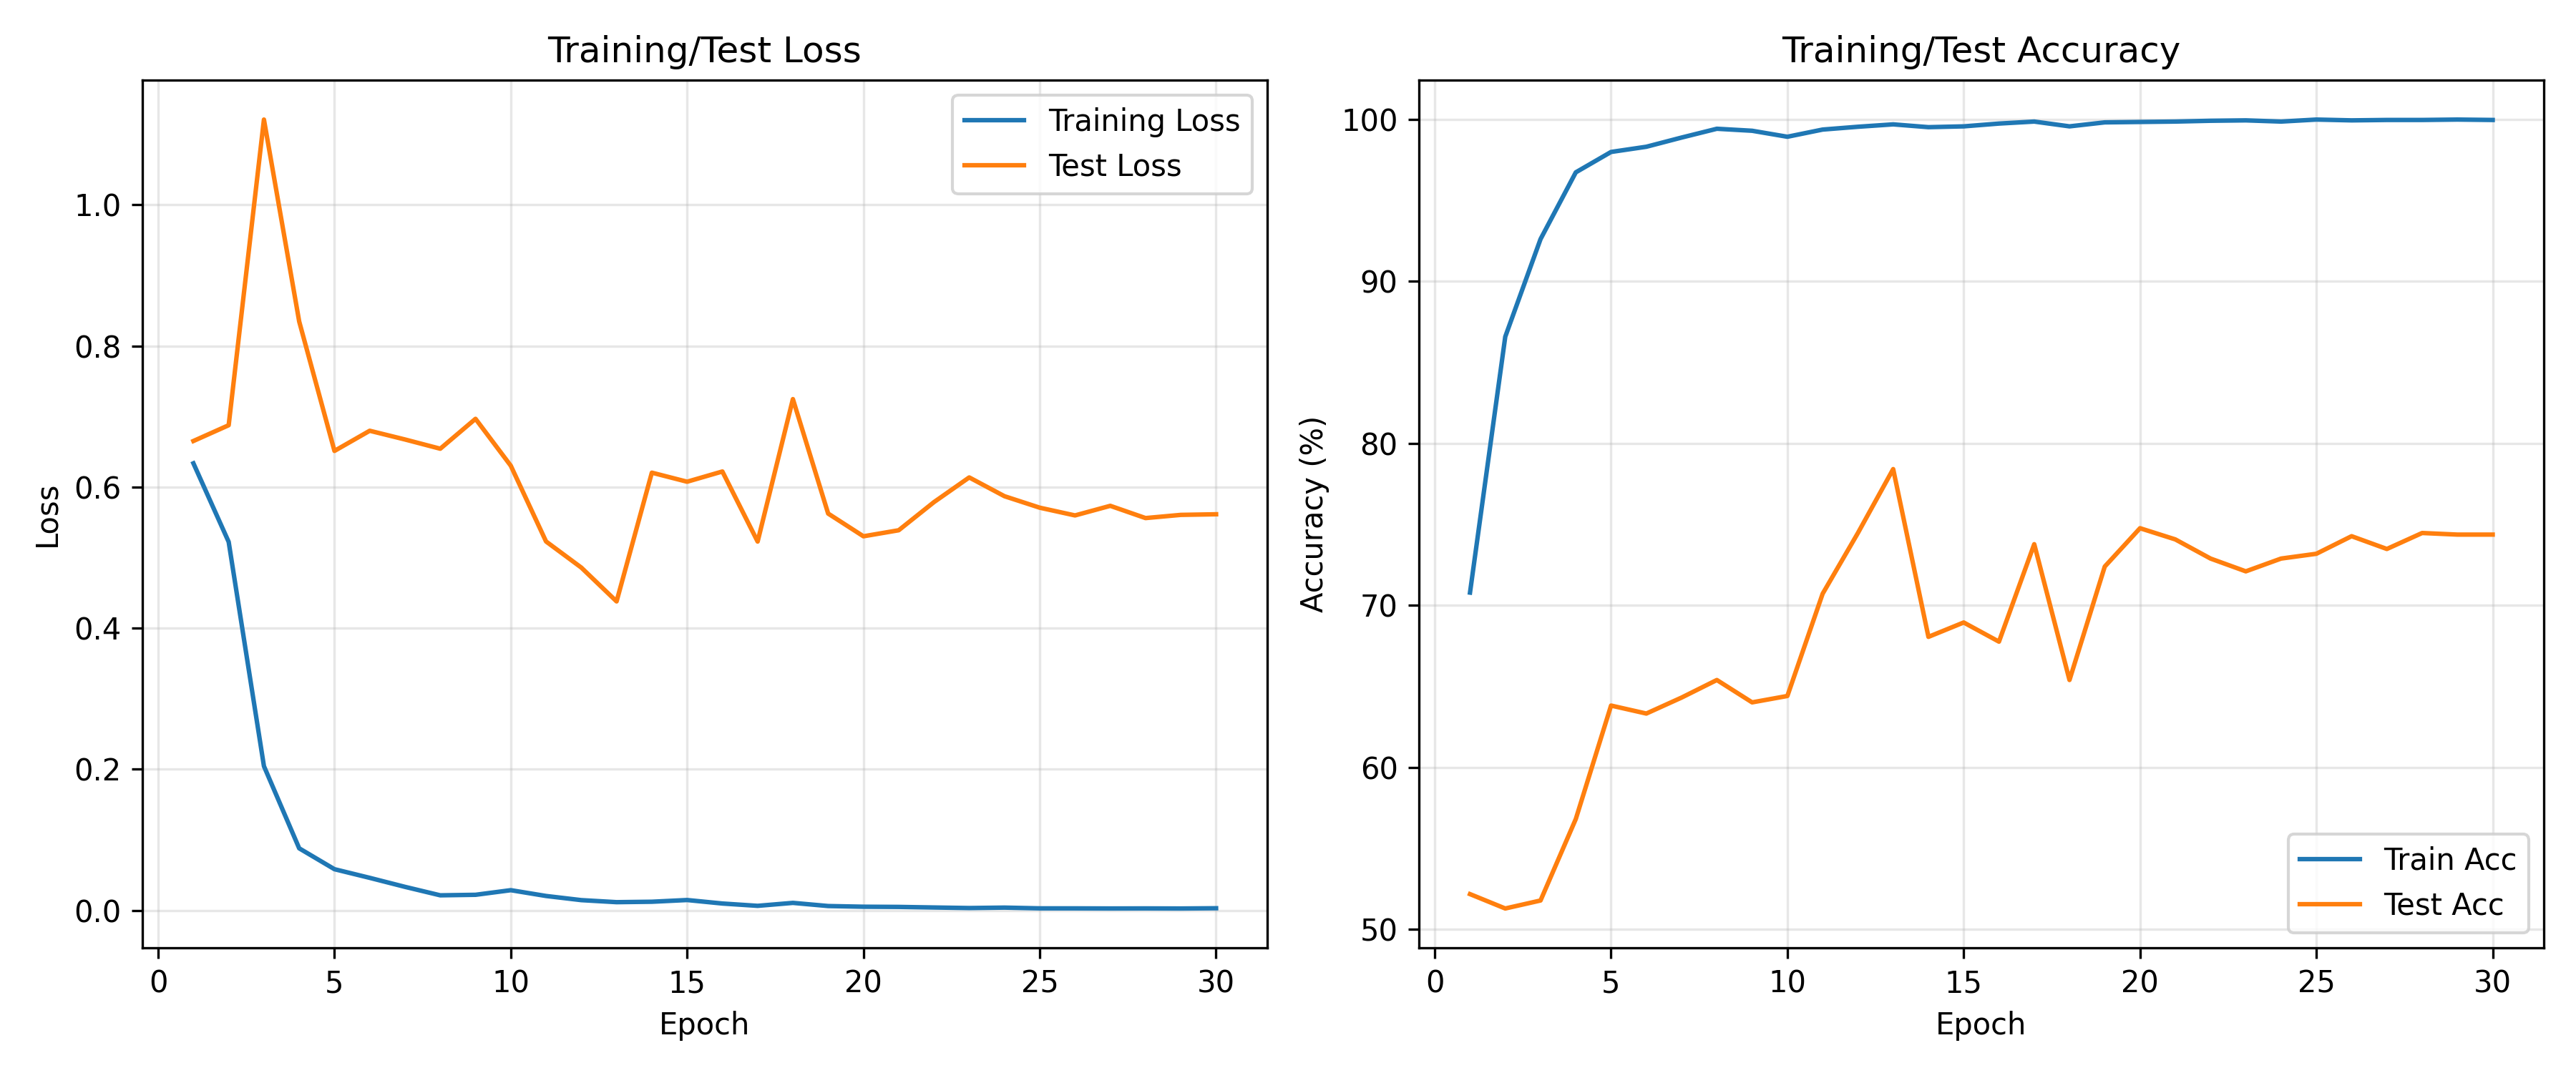 Training/Test Loss
Training Loss
Test Loss
1.0
0.8
0.6
0.4
0.2
0.0
Loss
0 5 10 15 20 25 30
Epoch
Training/Test Accuracy
100
90
80
70
60
50
Accuracy (%)
Train Acc
Test Acc
0 5 10 15 20 25 30
Epoch